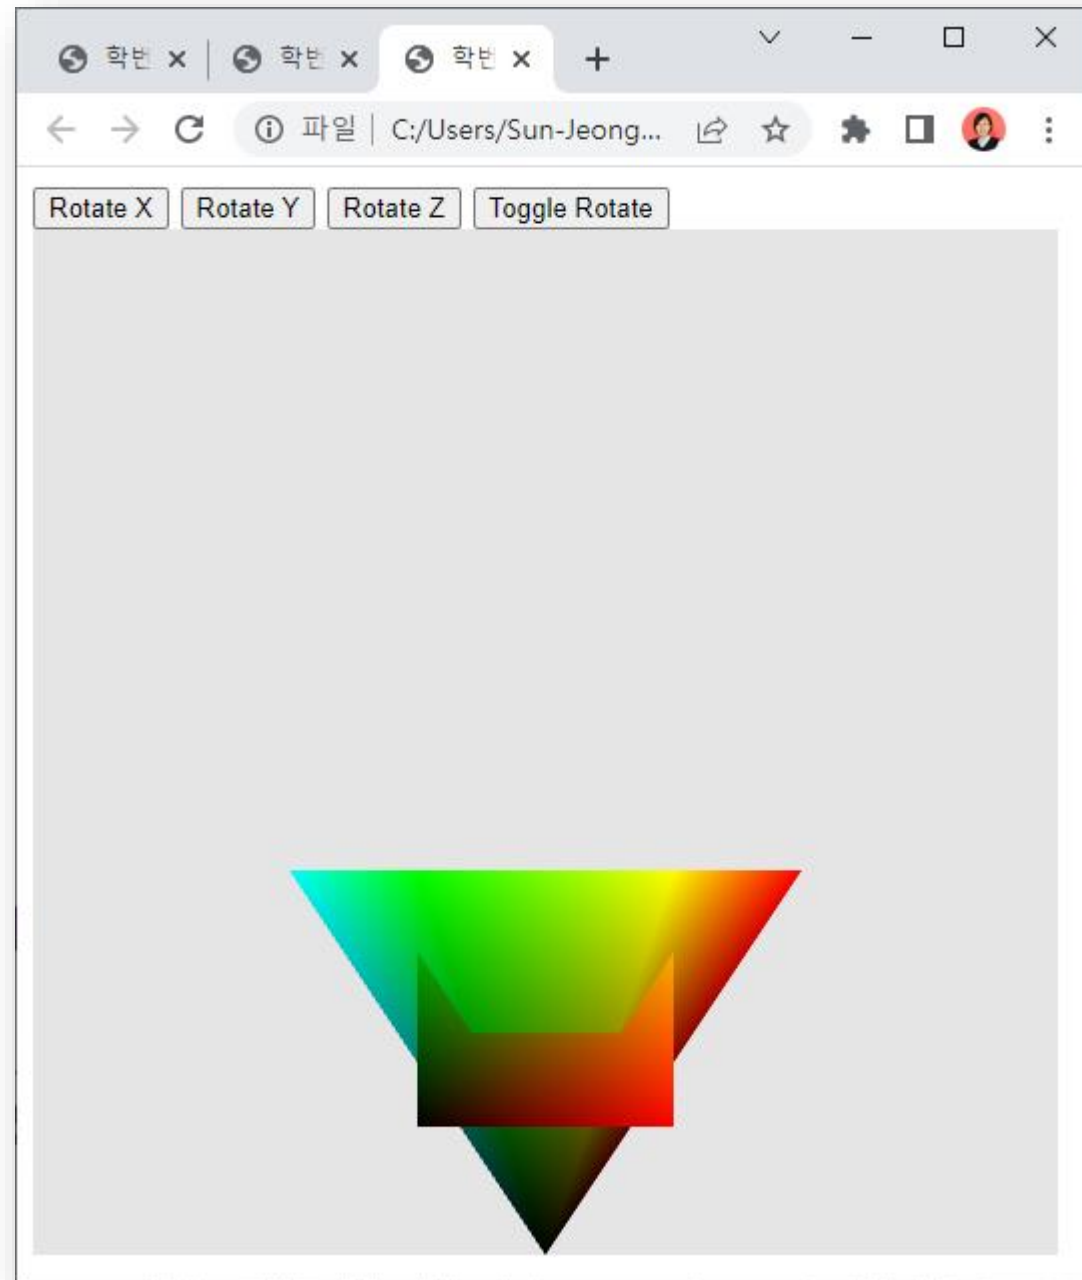 학번 학번 학번
파일 C:/Users/Sun-Jeong...
Rotate X Rotate Y Rotate Z Toggle Rotate